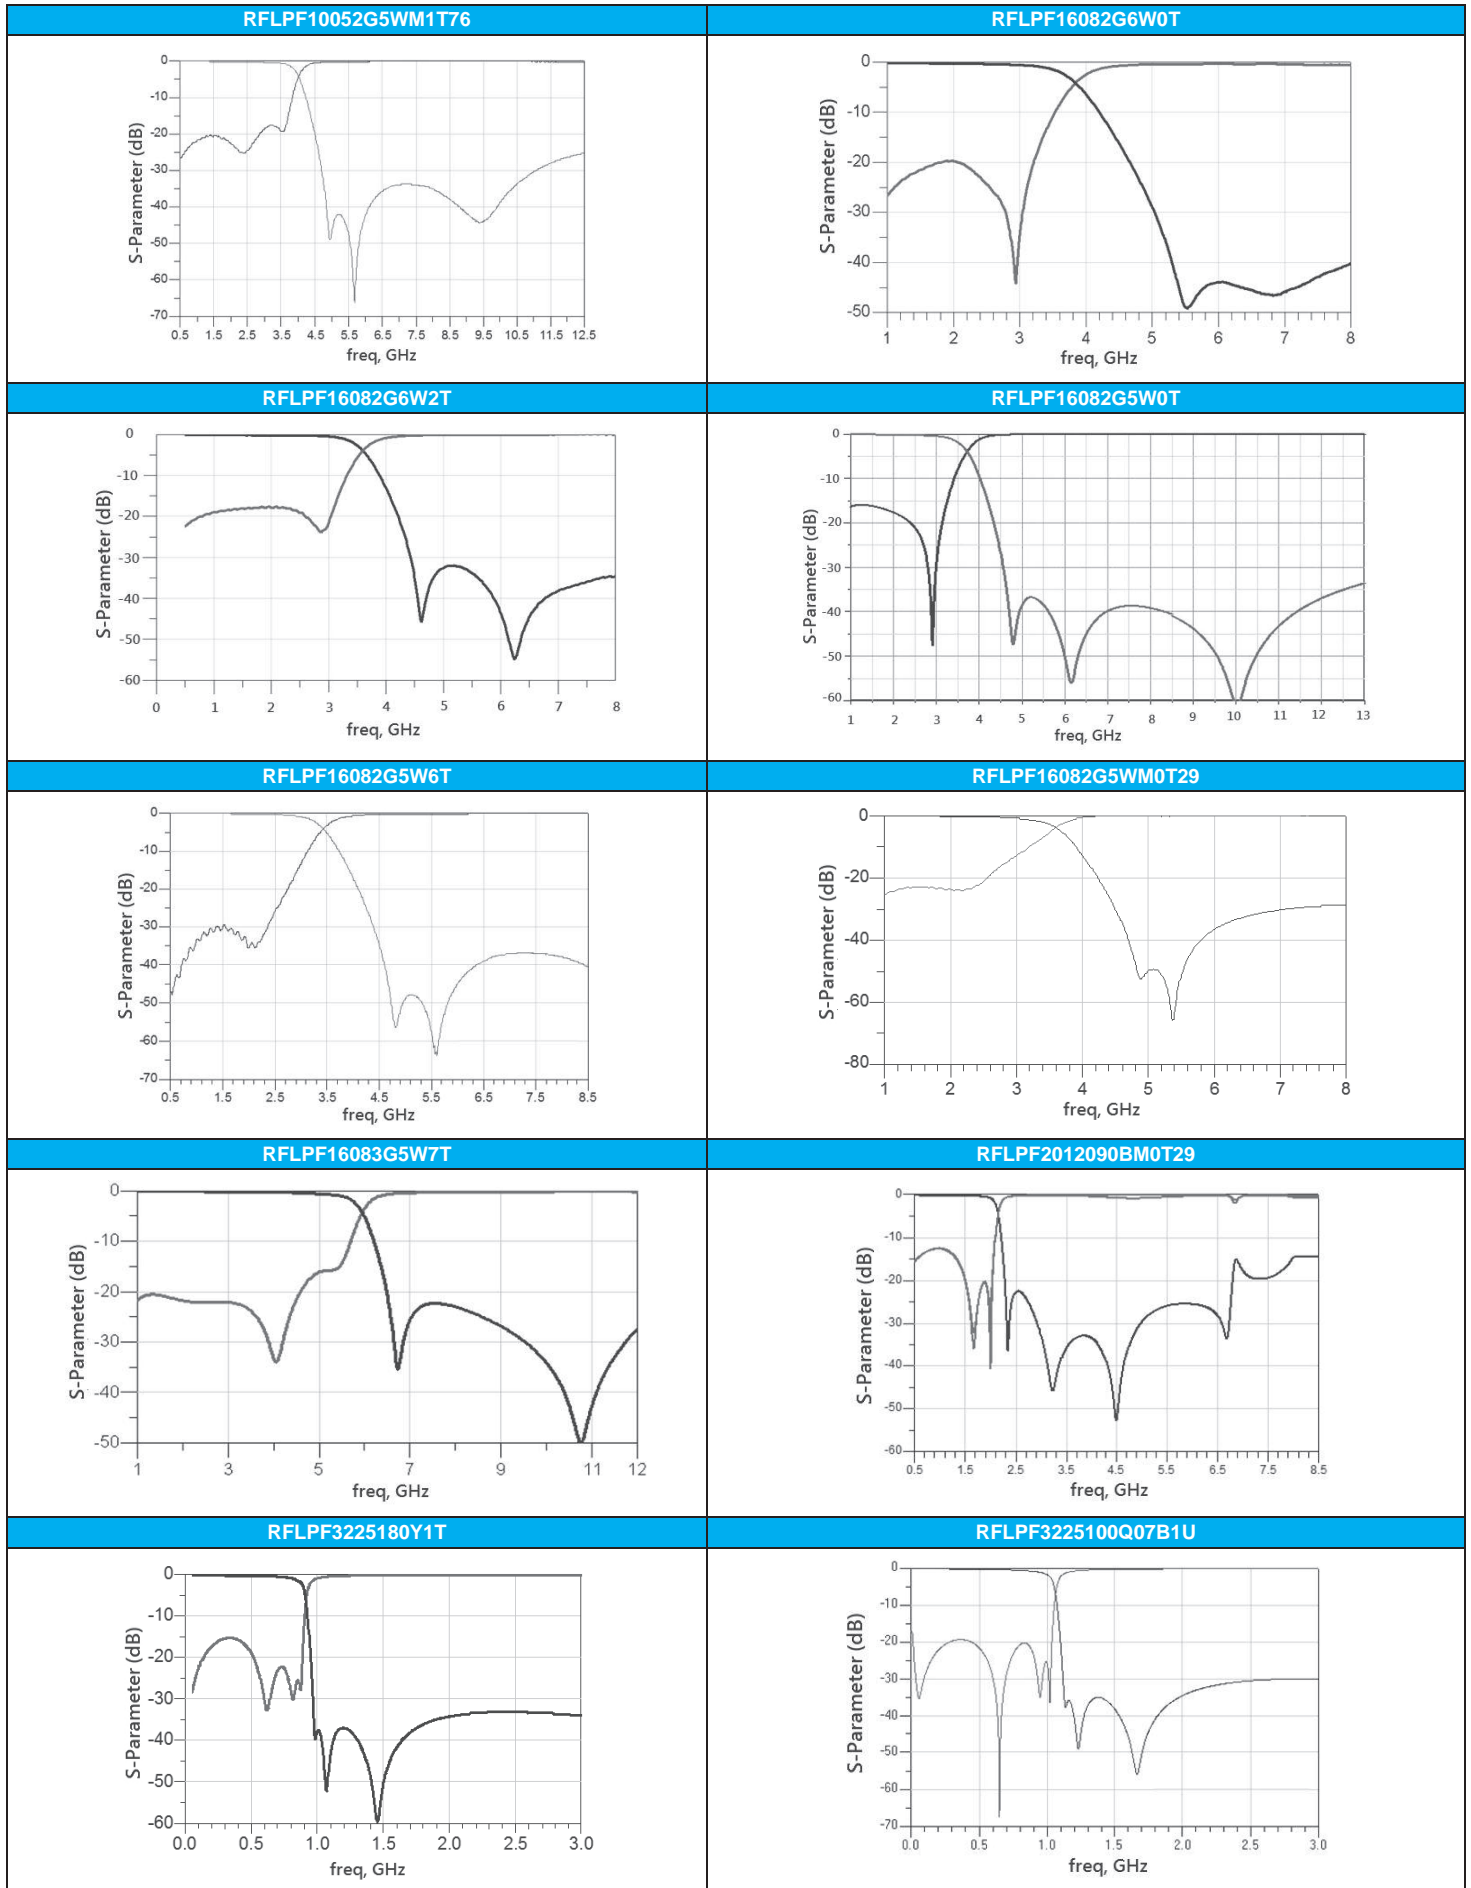 RFLPF10052G5WM1T76
RFLPF16082G6W0T
0
-10
-20
-30
-40
-50
-60
-70
S-Parameter (dB)
0.5 1.5 2.5 3.5 4.5 5.5 6.5 7.5 8.5 9.5 10.5 11.5 12.5
freq, GHz
0
-10
-20
-30
-40
-50
S-Parameter (dB)
1 2 3 4 5 6 7 8
freq, GHz
RFLPF16082G6W2T
RFLPF16082G5W0T
0
-10
-20
-30
-40
-50
-60
S-Parameter (dB)
0 1 2 3 4 5 6 7 8
freq, GHz
0
-10
-20
-30
-40
-50
-60
S-Parameter (dB)
1 2 3 4 5 6 7 8 9 10 11 12 13
freq, GHz
RFLPF16082G5W6T
RFLPF16082G5WM0T29
0
-10
-20
-30
-40
-50
-60
-70
S-Parameter (dB)
0.5 1.5 2.5 3.5 4.5 5.5 6.5 7.5 8.5
freq, GHz
0
-20
-40
-60
-80
S-Parameter (dB)
1 2 3 4 5 6 7 8
freq, GHz
RFLPF16083G5W7T
RFLPF2012090BM0T29
0
-10
-20
-30
-40
-50
S-Parameter (dB)
1 3 5 7 9 11 12
freq, GHz
0
-10
-20
-30
-40
-50
-60
S-Parameter (dB)
0.5 1.5 2.5 3.5 4.5 5.5 6.5 7.5 8.5
freq, GHz
RFLPF3225180Y1T
RFLPF3225100Q07B1U
0
-10
-20
-30
-40
-50
-60
S-Parameter (dB)
0.0 0.5 1.0 1.5 2.0 2.5 3.0
freq, GHz
0
-10
-20
-30
-40
-50
-60
-70
S-Parameter (dB)
0.0 0.5 1.0 1.5 2.0 2.5 3.0
freq, GHz